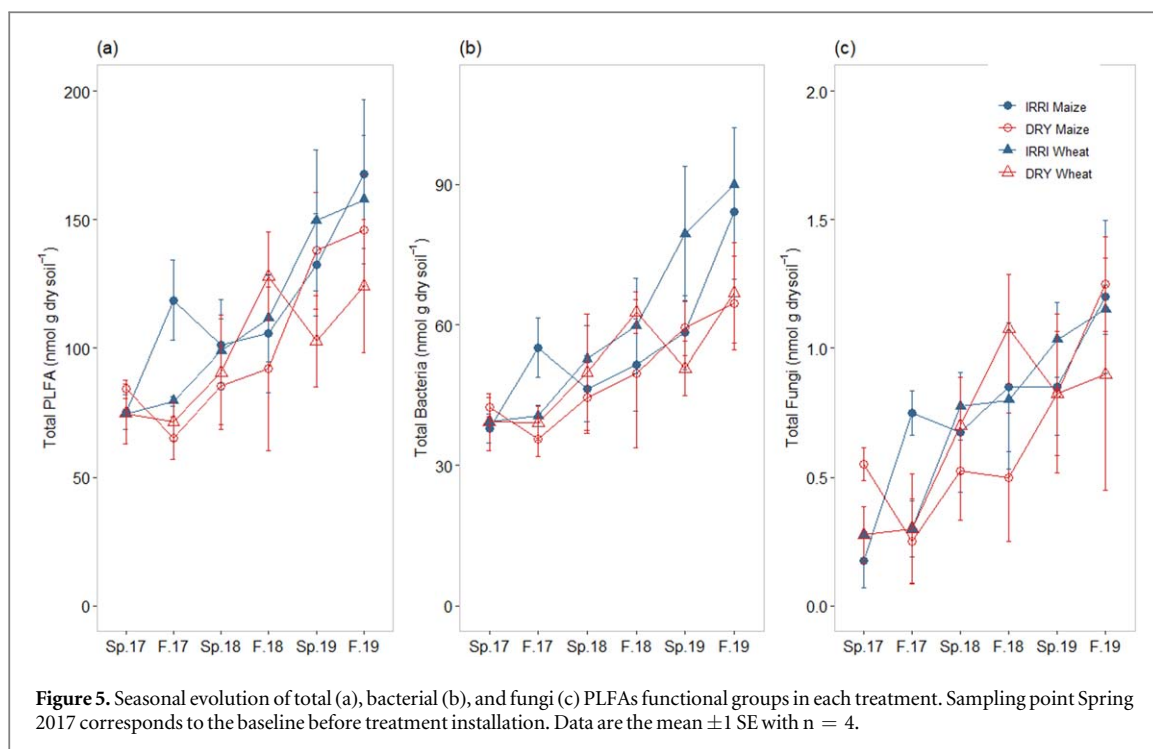 (a)
(b)
(c)
Total PLFA (nmol g dry soil⁻¹)
200
150
100
50
0
Sp.17 F.17 Sp.18 F.18 Sp.19 F.19
Total Bacteria (nmol g dry soil⁻¹)
90
60
30
0
Sp.17 F.17 Sp.18 F.18 Sp.19 F.19
Total Fungi (nmol g drysoil⁻¹)
2.0
1.5
1.0
0.5
0.0
Sp.17 F.17 Sp.18 F.18 Sp.19 F.19
IRRI Maize
DRY Maize
IRRI Wheat
DRY Wheat
Figure 5. Seasonal evolution of total (a), bacterial (b), and fungi (c) PLFAs functional groups in each treatment. Sampling point Spring
2017 corresponds to the baseline before treatment installation. Data are the mean ±1 SE with n = 4.